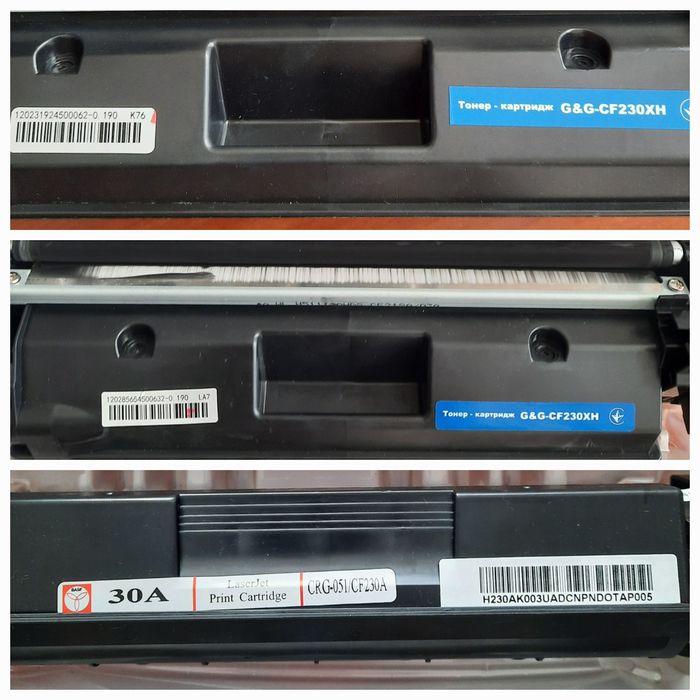 120231924500062-0 190 K76
Тонер - картридж G&G-CF230XH
120285654500632-0 190 LA7
Тонер - картридж G&G-CF230XH
BASF
30A
LaserJet
Print Cartridge
CRG-051/CF230A
H230AK003UADCNPNDOTAP005